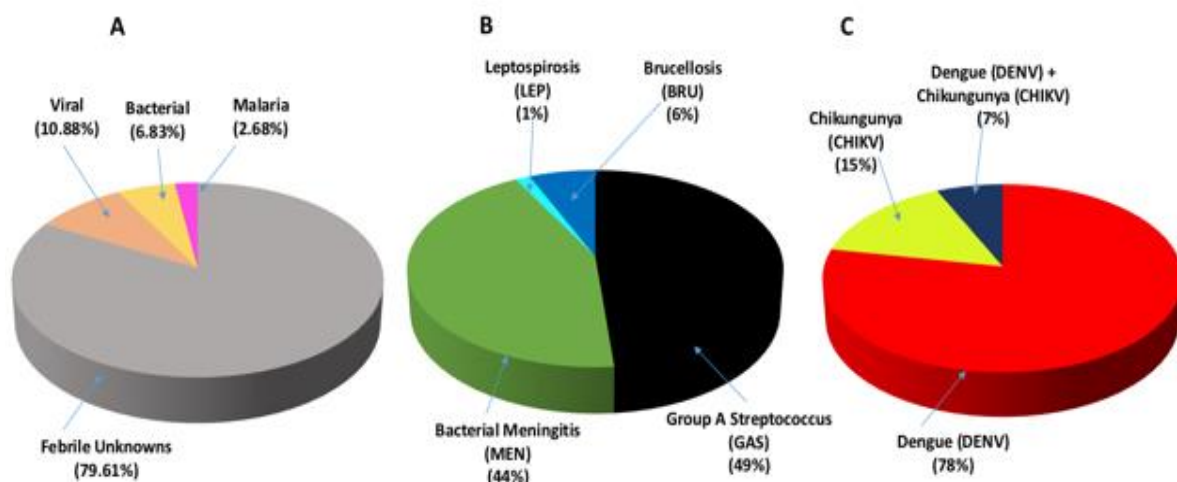 A
Viral
(10.88%)
Bacterial
(6.83%)
Malaria
(2.68%)
Febrile Unknowns
(79.61%)
B
Leptospirosis
(LEP)
(1%)
Brucellosis
(BRU)
(6%)
Bacterial Meningitis
(MEN)
(44%)
Group A Streptococcus
(GAS)
(49%)
C
Dengue (DENV) +
Chikungunya (CHIKV)
(7%)
Chikungunya
(CHIKV)
(15%)
Dengue (DENV)
(78%)